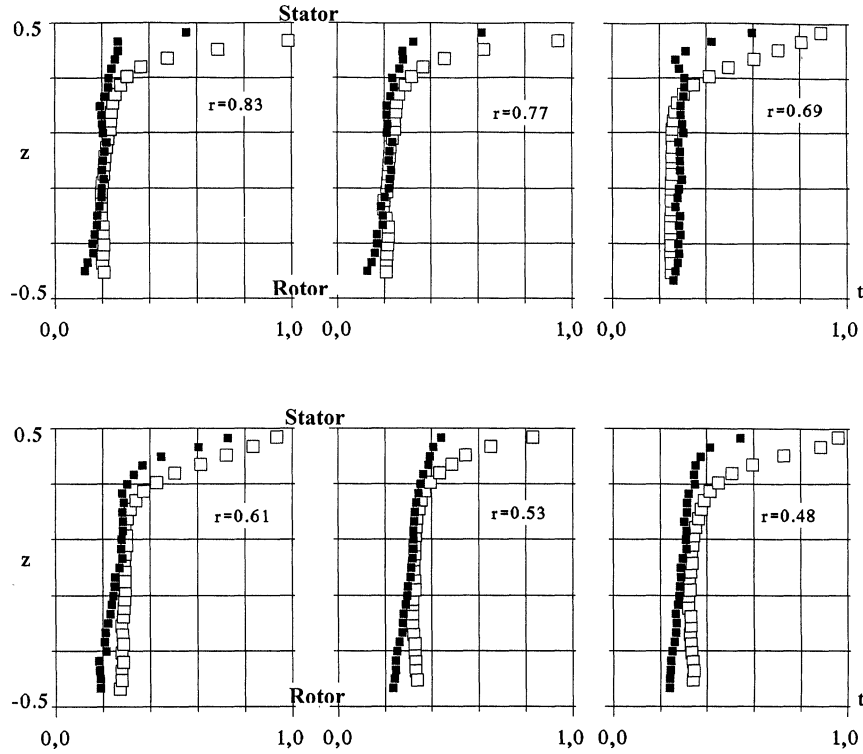 Stator
0.5
r=0.83
r=0.77
r=0.69
z
-0.5
Rotor
t
0,0
1,0
0,0
1,0
0,0
1,0
Stator
0.5
r=0.61
r=0.53
r=0.48
z
-0.5
Rotor
t
0,0
1,0
0,0
1,0
0,0
1,0